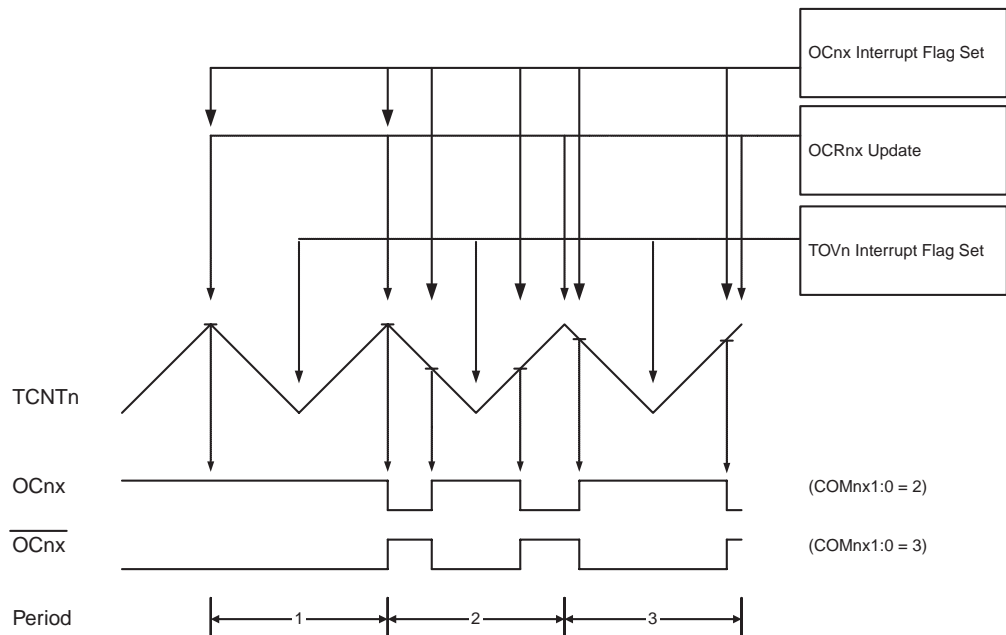 OCnx Interrupt Flag Set
OCRnx Update
TOVn Interrupt Flag Set
TCNTn
OCnx (COMnx1:0 = 2)
OCnx (COMnx1:0 = 3)
Period 1 2 3